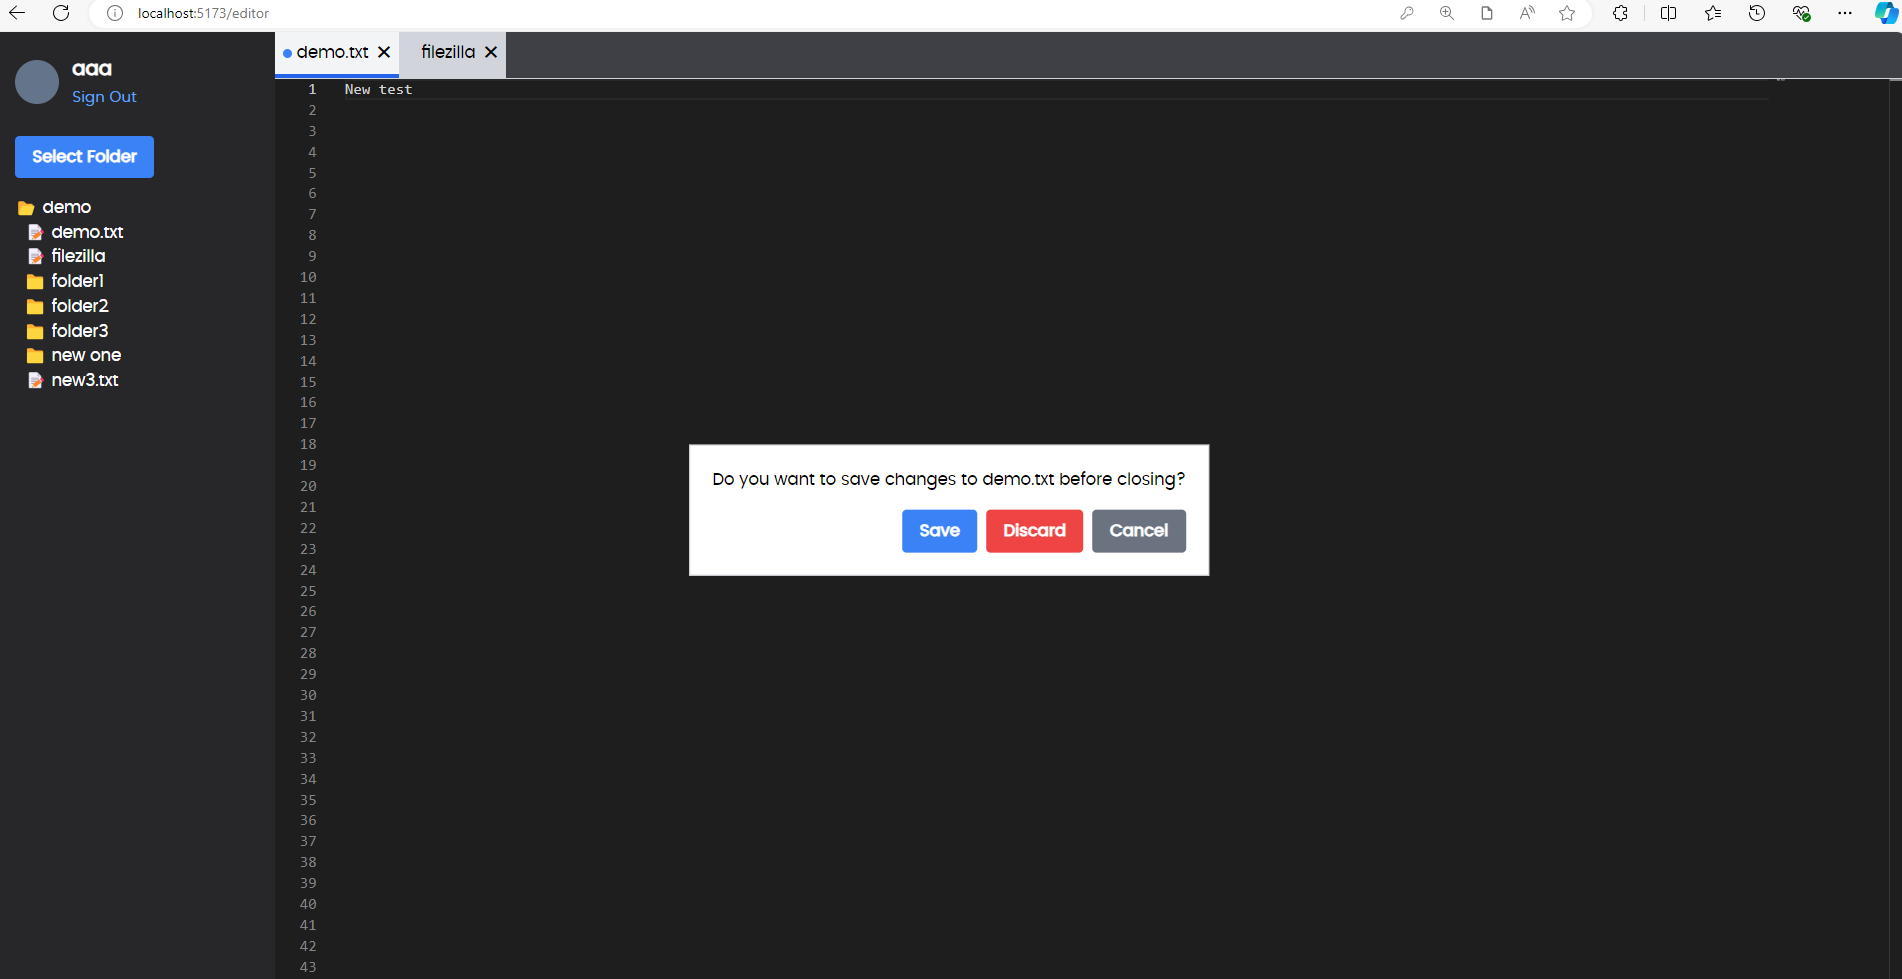 localhost:5173/editor
aaa
Sign Out
Select Folder
demo
demo.txt
filezilla
folder1
folder2
folder3
new one
new3.txt
demo.txt
filezilla
1 New test
2
3
4
5
6
7
8
9
10
11
12
13
14
15
16
17
18
19
20
21
22
23
24
25
26
27
28
29
30
31
32
33
34
35
36
37
38
39
40
41
42
43
Do you want to save changes to demo.txt before closing?
Save Discard Cancel